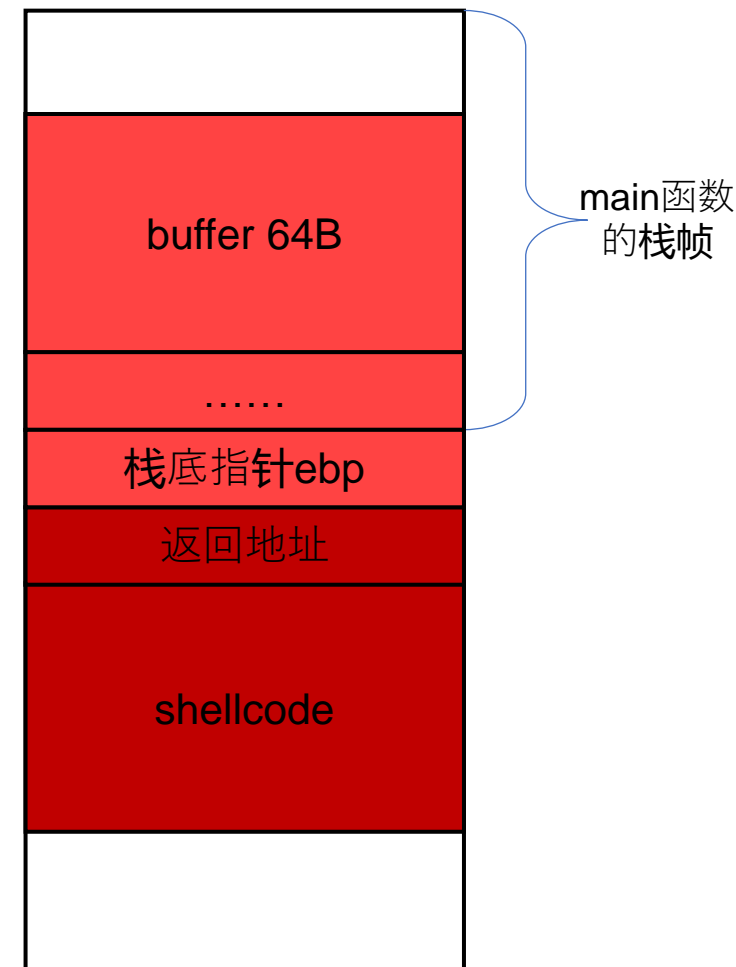 buffer 64B
main函数
的栈帧
……
栈底指针ebp
返回地址
shellcode